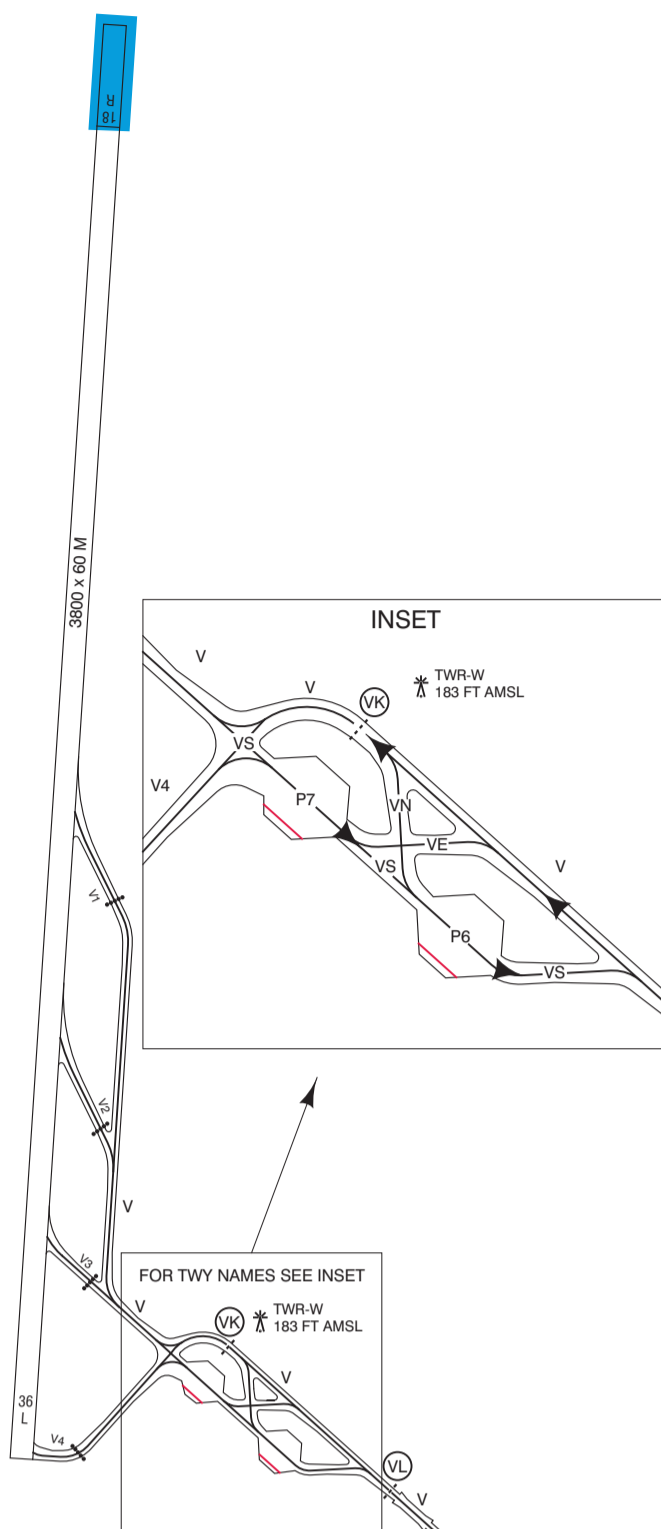 18
R
3800 x 60 M
INSET
V
V
VK
TWR-W
183 FT AMSL
VS
V4
P7
VN
VE
VS
V
P6
VS
V1
V2
V
V3
FOR TWY NAMES SEE INSET
V
VK
TWR-W
183 FT AMSL
V
36
L
V4
VL
V